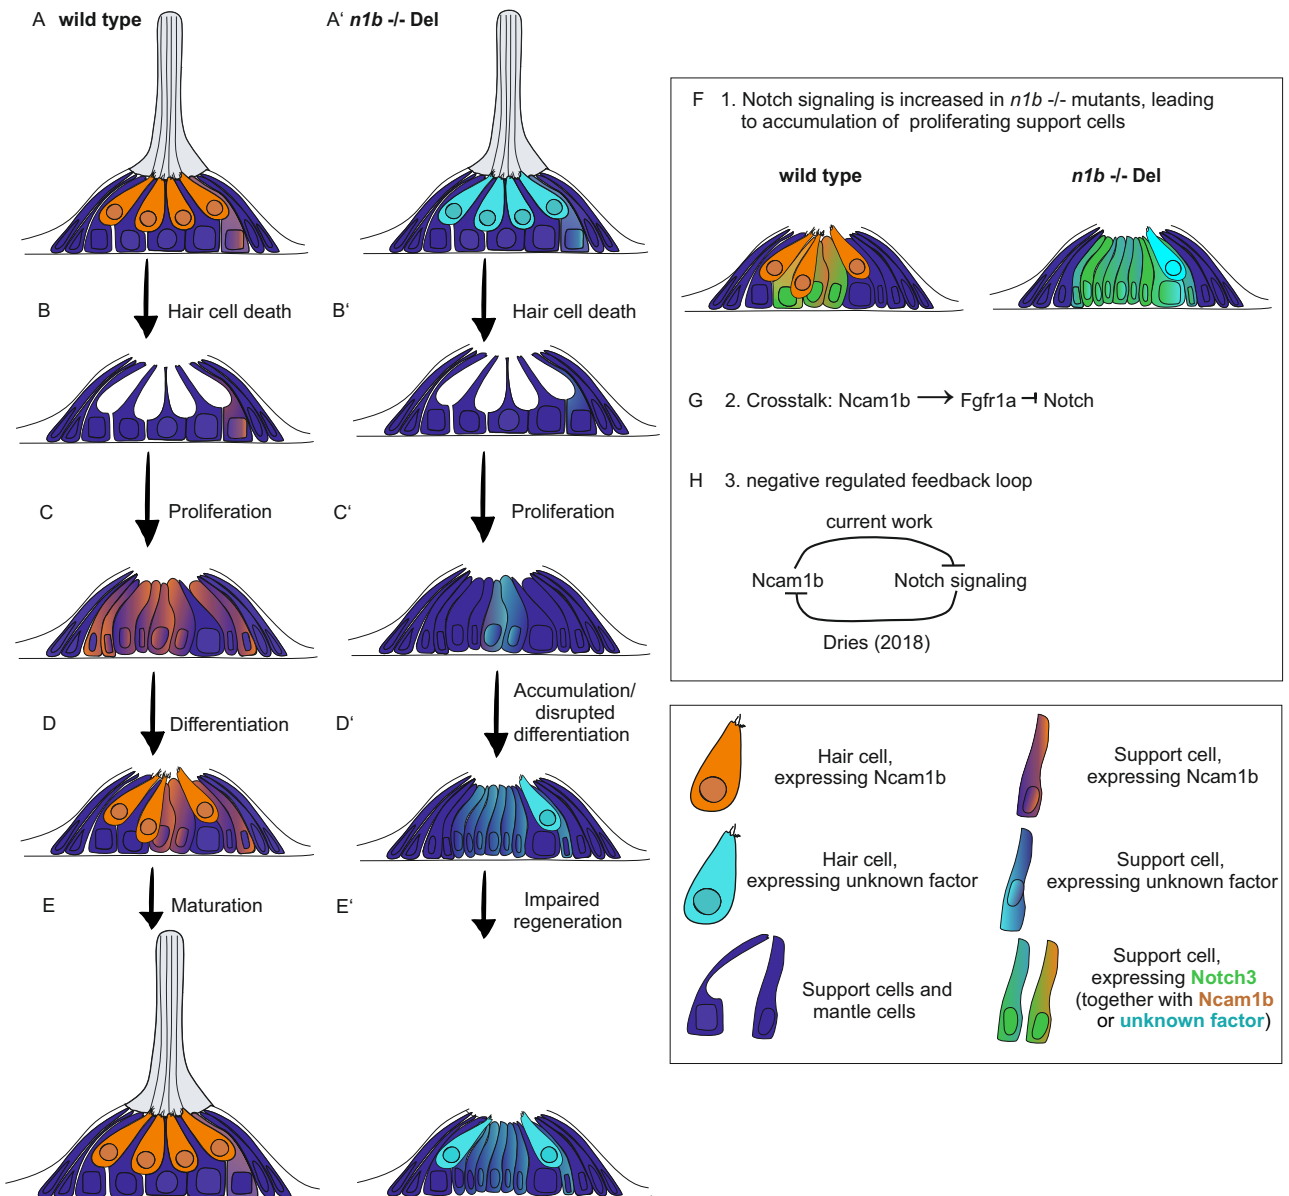 A wild type
A‘ n1b -/- Del
B
Hair cell death
B‘
Hair cell death
C
Proliferation
C‘
Proliferation
D
Differentiation
D‘
Accumulation/
disrupted
differentiation
E
Maturation
E‘
Impaired
regeneration
F 1. Notch signaling is increased in n1b -/- mutants, leading
to accumulation of proliferating support cells
wild type
n1b -/- Del
G 2. Crosstalk: Ncam1b → Fgfr1a ⊣ Notch
H 3. negative regulated feedback loop
current work
Ncam1b
Notch signaling
Dries (2018)
Hair cell,
expressing Ncam1b
Support cell,
expressing Ncam1b
Hair cell,
expressing unknown factor
Support cell,
expressing unknown factor
Support cells and
mantle cells
Support cell,
expressing Notch3
(together with Ncam1b
or unknown factor)